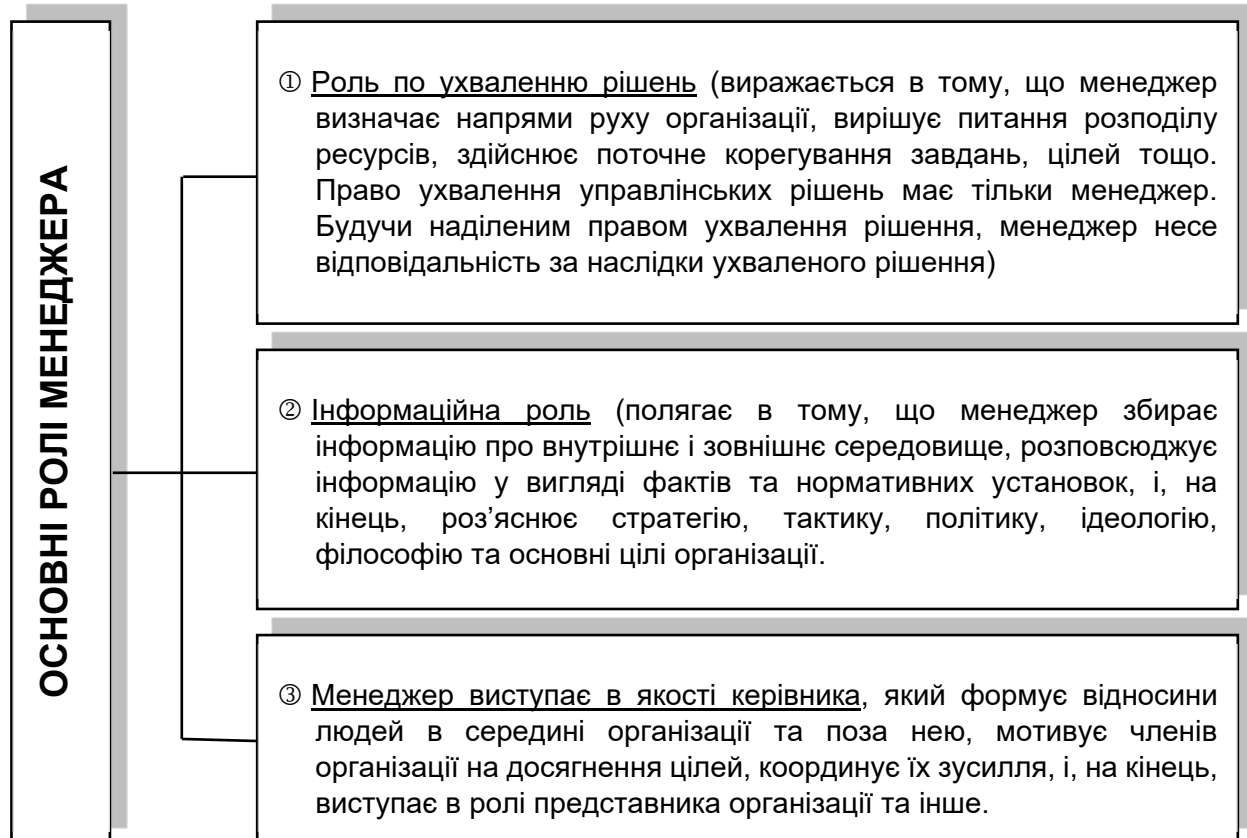 ОСНОВНІ РОЛІ МЕНЕДЖЕРА
① Роль по ухваленню рішень (виражається в тому, що менеджер
визначає напрями руху організації, вирішує питання розподілу
ресурсів, здійснює поточне корегування завдань, цілей тощо.
Право ухвалення управлінських рішень має тільки менеджер.
Будучи наділеним правом ухвалення рішення, менеджер несе
відповідальність за наслідки ухваленого рішення)
② Інформаційна роль (полягає в тому, що менеджер збирає
інформацію про внутрішнє і зовнішнє середовище, розповсюджує
інформацію у вигляді фактів та нормативних установок, і, на
кінець, роз’яснює стратегію, тактику, політику, ідеологію,
філософію та основні цілі організації.
③ Менеджер виступає в якості керівника, який формує відносини
людей в середині організації та поза нею, мотивує членів
організації на досягнення цілей, координує їх зусилля, і, на кінець,
виступає в ролі представника організації та інше.